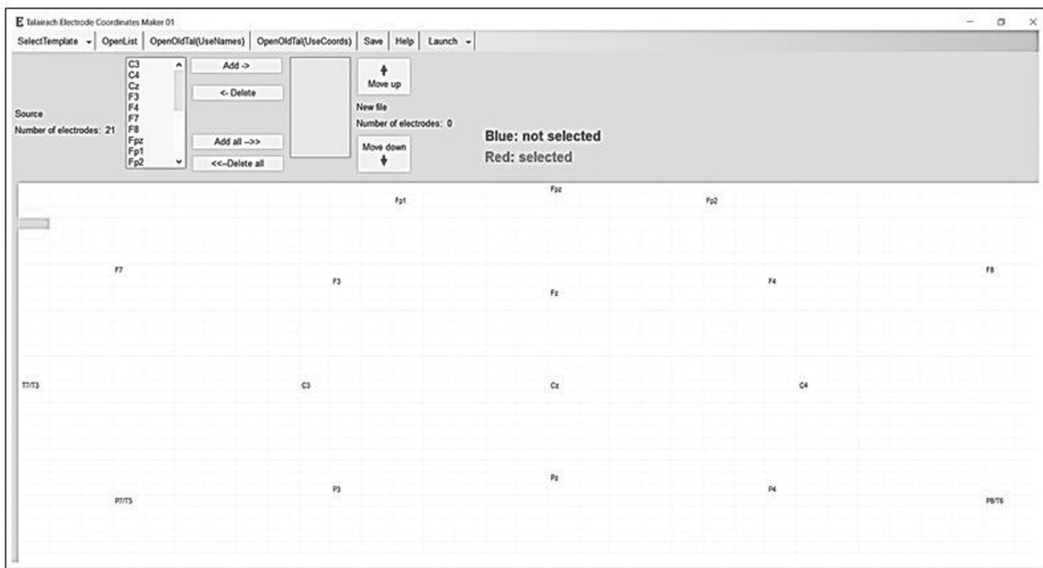 E Talairach Electrode Coordinates Maker 01
SelectTemplate OpenList OpenOldTal(UseNames) OpenOldTal(UseCoords) Save Help Launch
Source
Number of electrodes: 21
C3
C4
Cz
F3
F4
F7
F8
Fpz
Fp1
Fp2
Add ->
<- Delete
Add all -->>
<<--Delete all
Move up
New file
Number of electrodes: 0
Move down
Blue: not selected
Red: selected
Fpz
Fp1 Fp2
F7 F8
F3 F4
Fz
T7/T3 C3 Cz C4
Pz
P3 P4
P7/T5 P8/T6